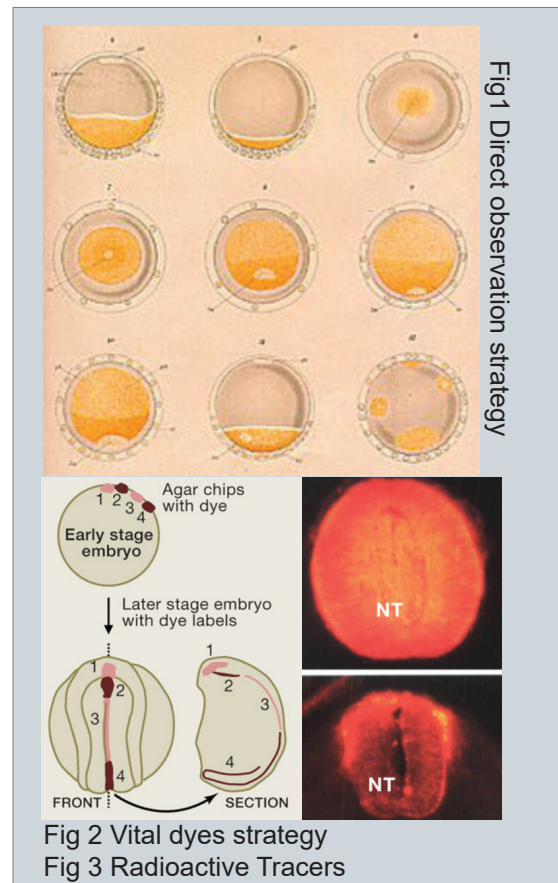 Fig1 Direct observation strategy
5
8
Agar chips
with dye
1 2
3
4
Early stage
embryo
Later stage embryo
with dye labels
1
2
3
4
FRONT
1
2
3
4
SECTION
NT
NT
Fig 2 Vital dyes strategy
Fig 3 Radioactive Tracers